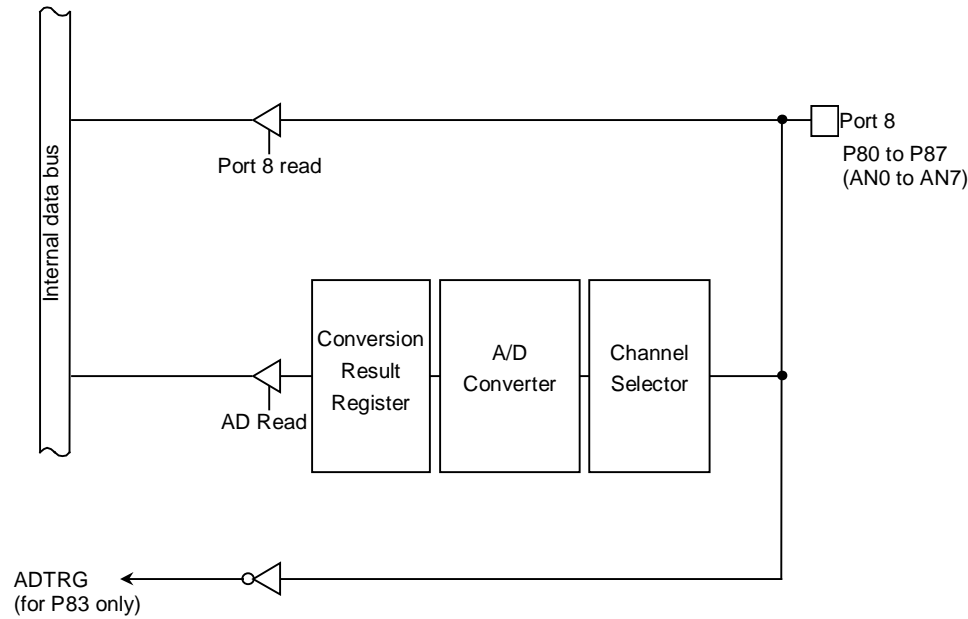 Internal data bus
Port 8 read
Port 8
P80 to P87
(AN0 to AN7)
Conversion
Result
Register
A/D
Converter
Channel
Selector
AD Read
ADTRG
(for P83 only)